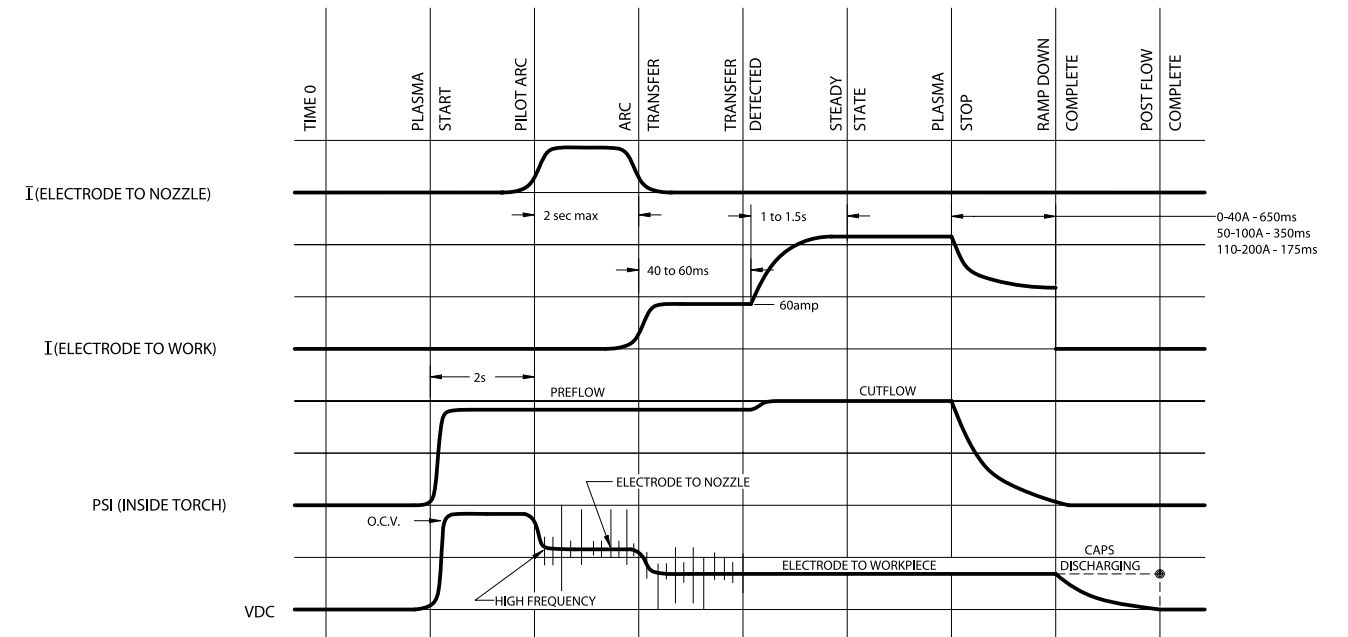 TIME 0
PLASMA
START
PILOT ARC
ARC
TRANSFER
TRANSFER
DETECTED
STEADY
STATE
PLASMA
STOP
RAMP DOWN
COMPLETE
POST FLOW
COMPLETE
I (ELECTRODE TO NOZZLE)
2 sec max
1 to 1.5s
0-40A - 650ms
50-100A - 350ms
110-200A - 175ms
40 to 60ms
60amp
I (ELECTRODE TO WORK)
2s
PREFLOW
CUTFLOW
PSI (INSIDE TORCH)
ELECTRODE TO NOZZLE
O.C.V.
CAPS
DISCHARGING
ELECTRODE TO WORKPIECE
HIGH FREQUENCY
VDC